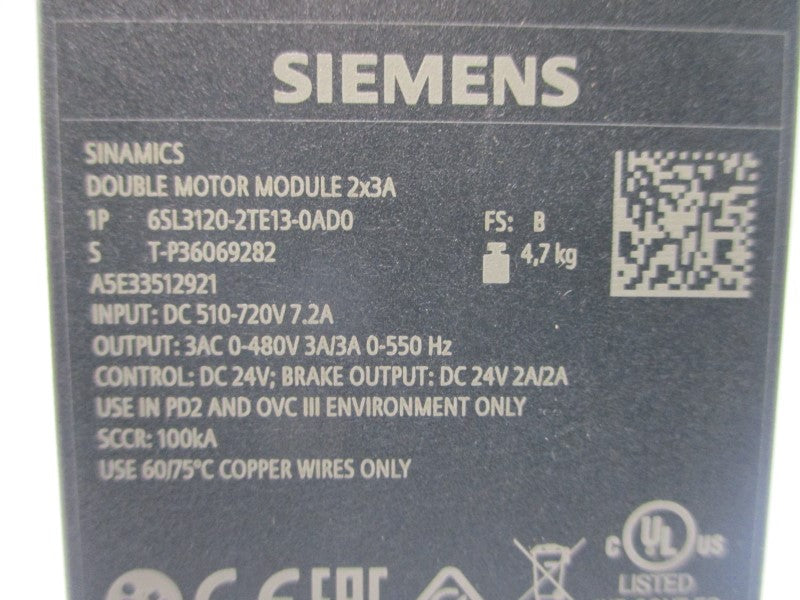 SIEMENS
SINAMICS
DOUBLE MOTOR MODULE 2x3A
1P 6SL3120-2TE13-0AD0 FS: B
S T-P36069282 4,7 kg
A5E33512921
INPUT: DC 510-720V 7.2A
OUTPUT: 3AC 0-480V 3A/3A 0-550 Hz
CONTROL: DC 24V; BRAKE OUTPUT: DC 24V 2A/2A
USE IN PD2 AND OVC III ENVIRONMENT ONLY
SCCR: 100kA
USE 60/75°C COPPER WIRES ONLY
C UL US
LISTED
CE EAC